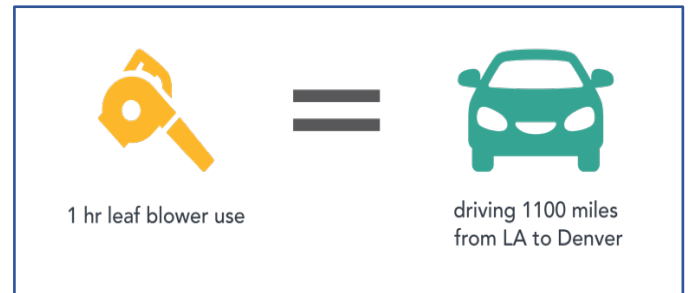 1 hr leaf blower use
driving 1100 miles
from LA to Denver